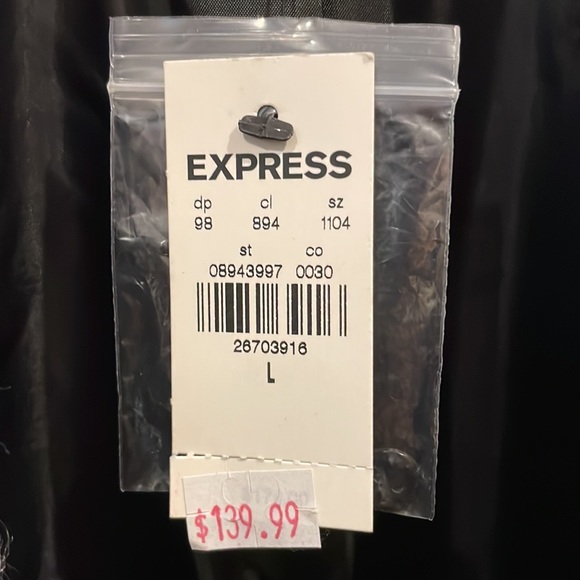 EXPRESS
dp cl sz
98 894 1104
st co
08943997 0030
26703916
L
$139.99